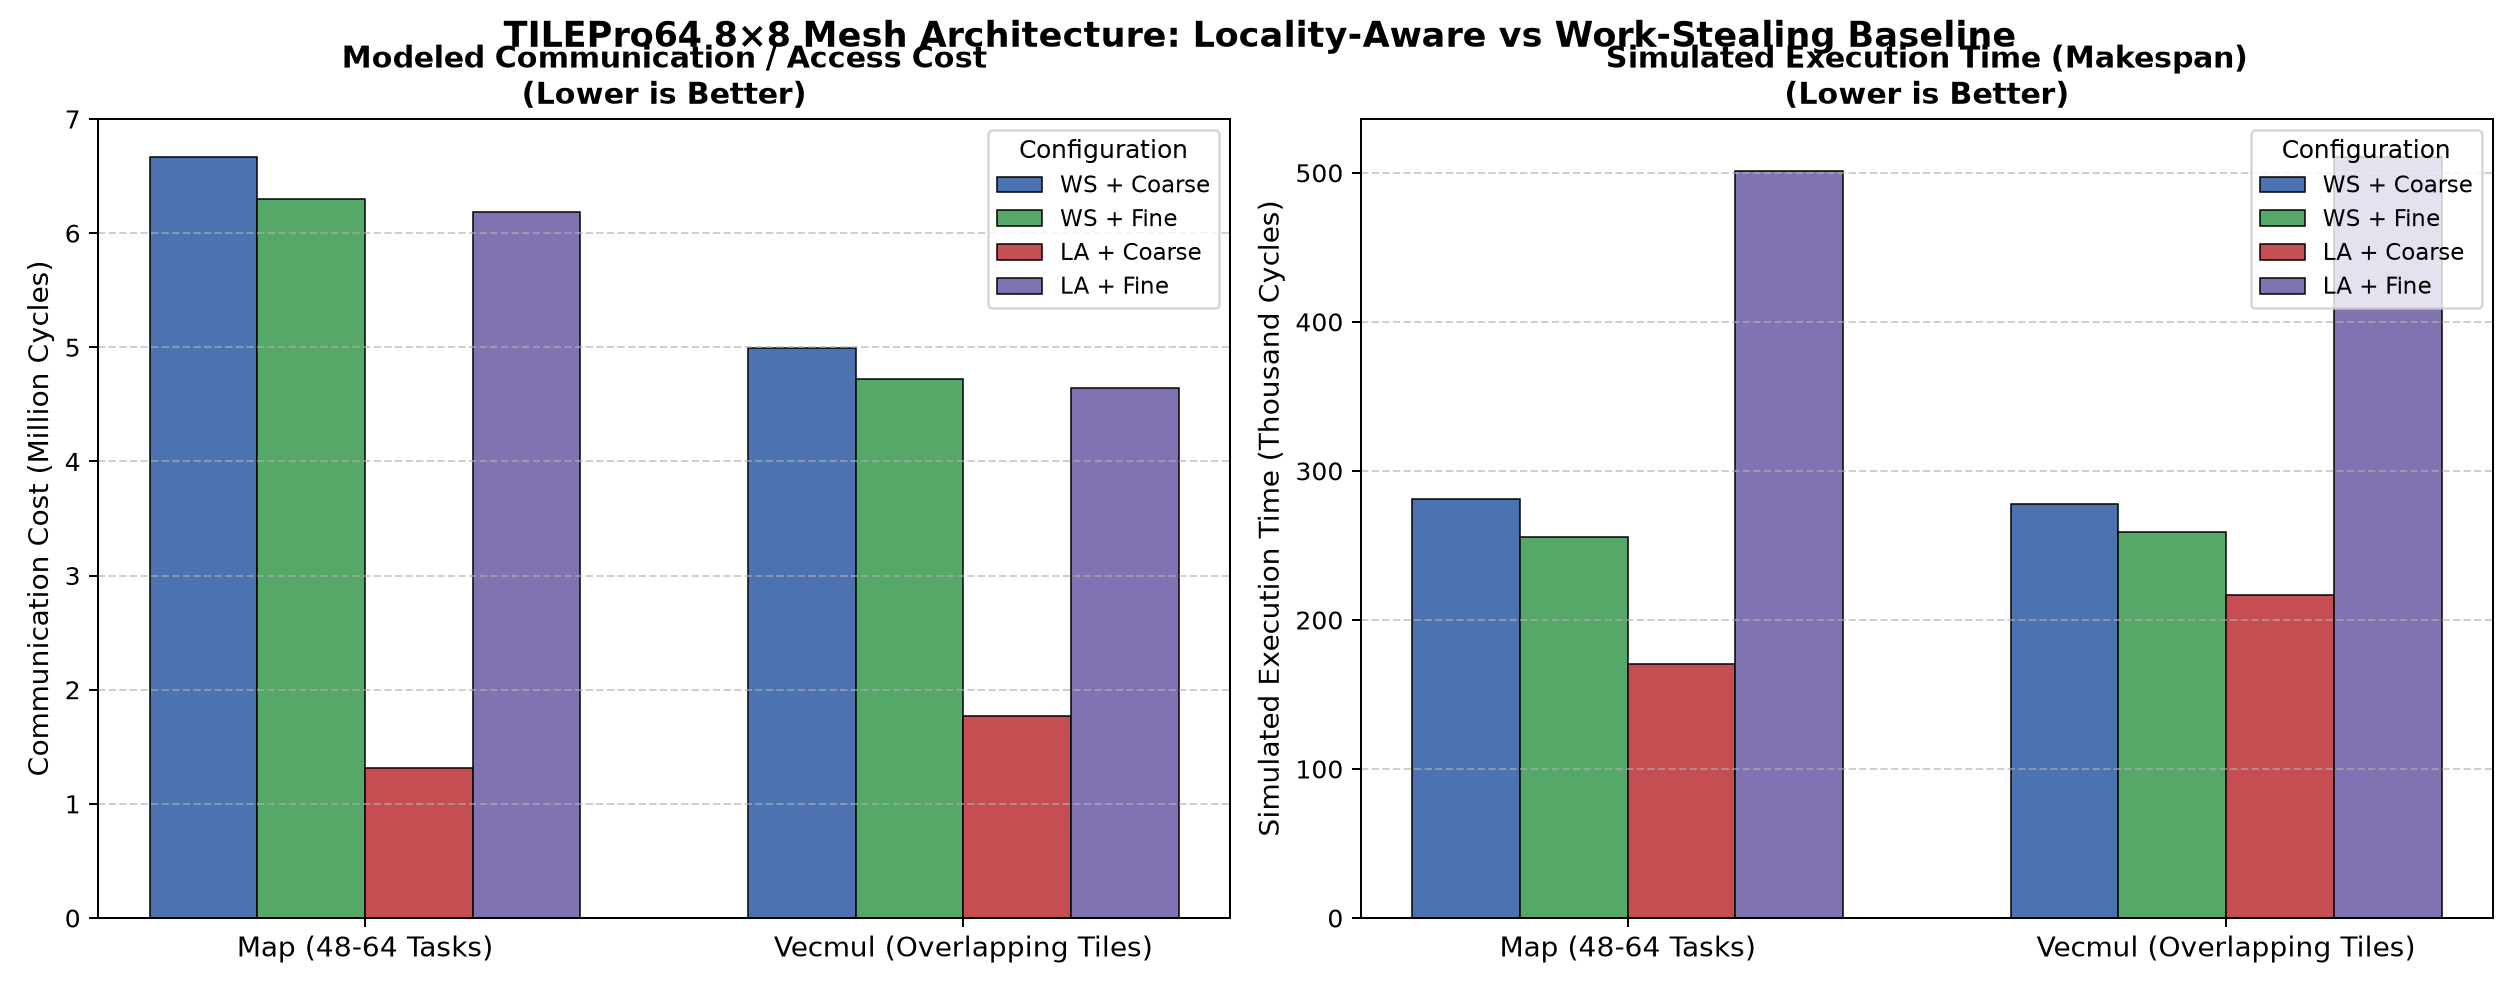 TILEPro64 8×8 Mesh Architecture: Locality-Aware vs Work-Stealing Baseline
Modeled Communication / Access Cost
(Lower is Better)
Communication Cost (Million Cycles)
7
6
5
4
3
2
1
0
Configuration
WS + Coarse
WS + Fine
LA + Coarse
LA + Fine
Map (48-64 Tasks)
Vecmul (Overlapping Tiles)
Simulated Execution Time (Makespan)
(Lower is Better)
Simulated Execution Time (Thousand Cycles)
500
400
300
200
100
0
Configuration
WS + Coarse
WS + Fine
LA + Coarse
LA + Fine
Map (48-64 Tasks)
Vecmul (Overlapping Tiles)